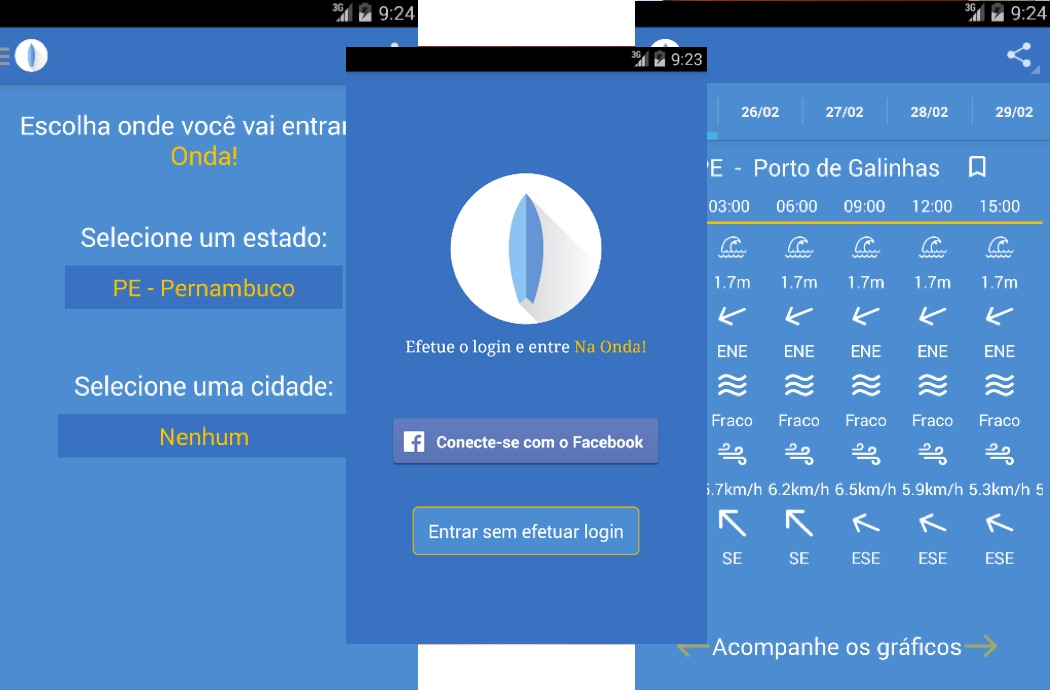 3G 9:24
Escolha onde você vai entrar
Onda!
Selecione um estado:
PE - Pernambuco
Selecione uma cidade:
Nenhum
3G 9:23
Efetue o login e entre Na Onda!
Conecte-se com o Facebook
Entrar sem efetuar login
3G 9:24
26/02 27/02 28/02 29/02
PE - Porto de Galinhas
03:00 06:00 09:00 12:00 15:00
1.7m 1.7m 1.7m 1.7m 1.7m
ENE ENE ENE ENE ENE
Fraco Fraco Fraco Fraco Fraco
5.7km/h 6.2km/h 6.5km/h 5.9km/h 5.3km/h 5
SE SE ESE ESE ESE
Acompanhe os gráficos